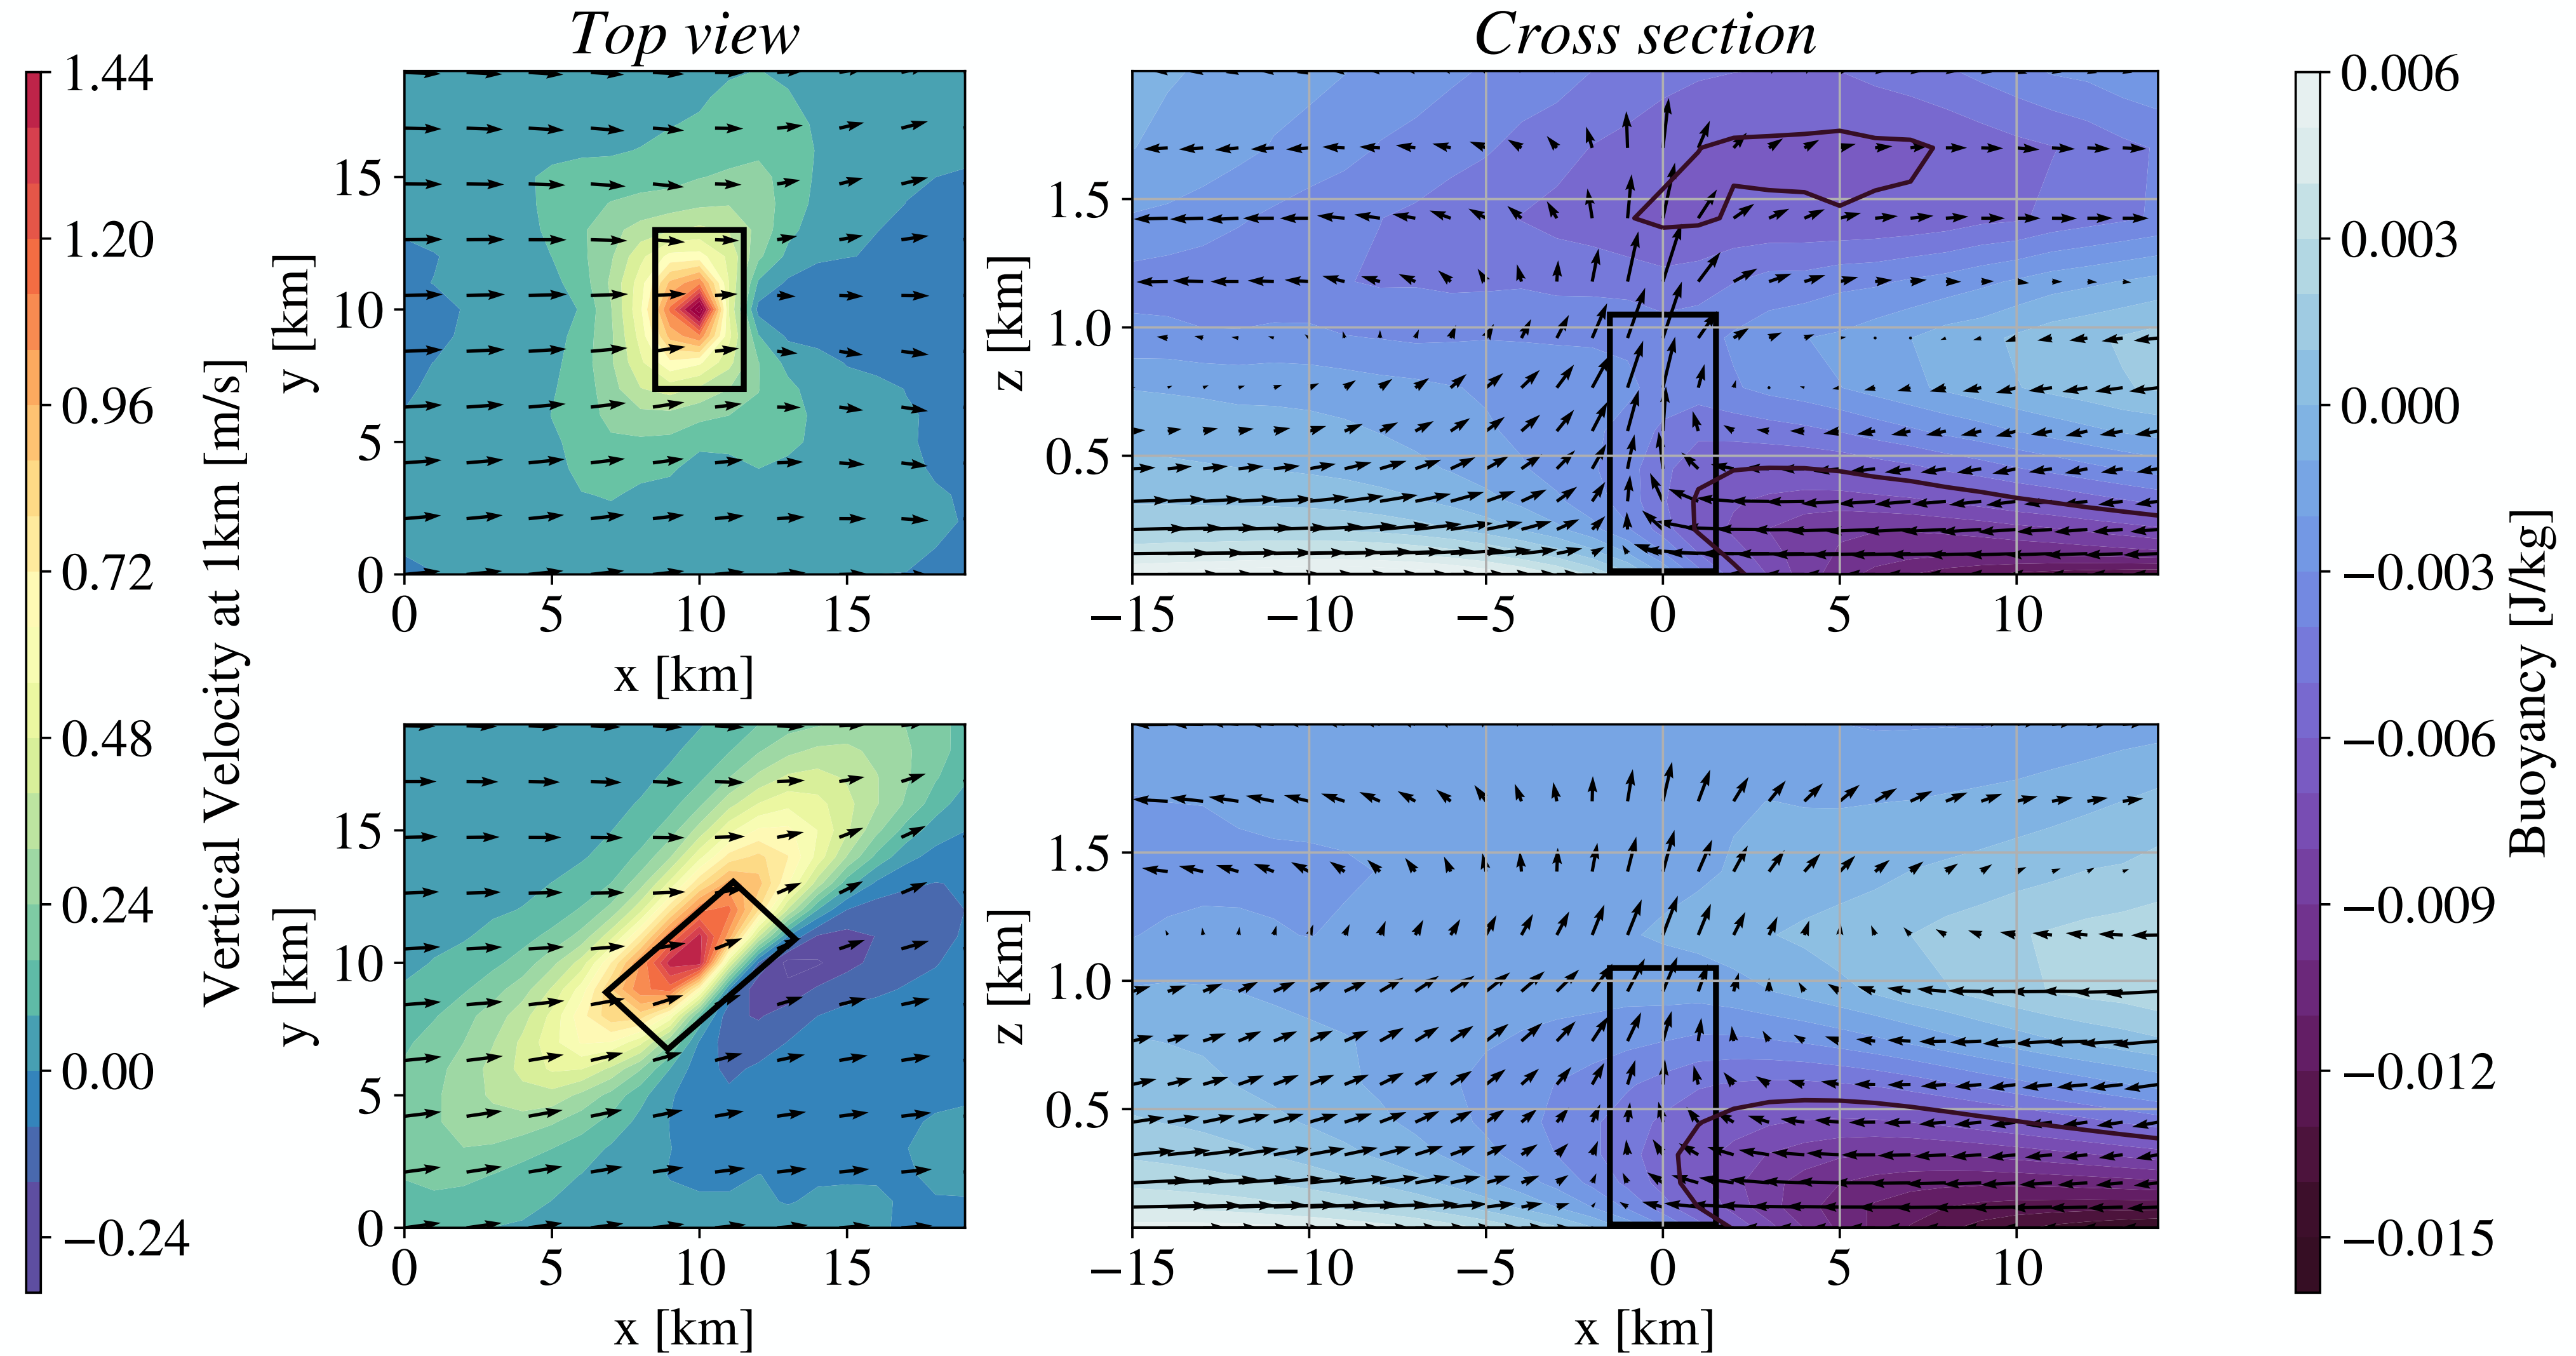 Top view
Cross section
1.44
1.20
0.96
0.72
0.48
0.24
0.00
−0.24
Vertical Velocity at 1km [m/s]
15
10
5
0
y [km]
0 5 10 15
x [km]
1.5
1.0
0.5
z [km]
−15 −10 −5 0 5 10
0.006
0.003
0.000
−0.003
−0.006
−0.009
−0.012
−0.015
Buoyancy [J/kg]
15
10
5
0
y [km]
0 5 10 15
x [km]
1.5
1.0
0.5
z [km]
−15 −10 −5 0 5 10
x [km]